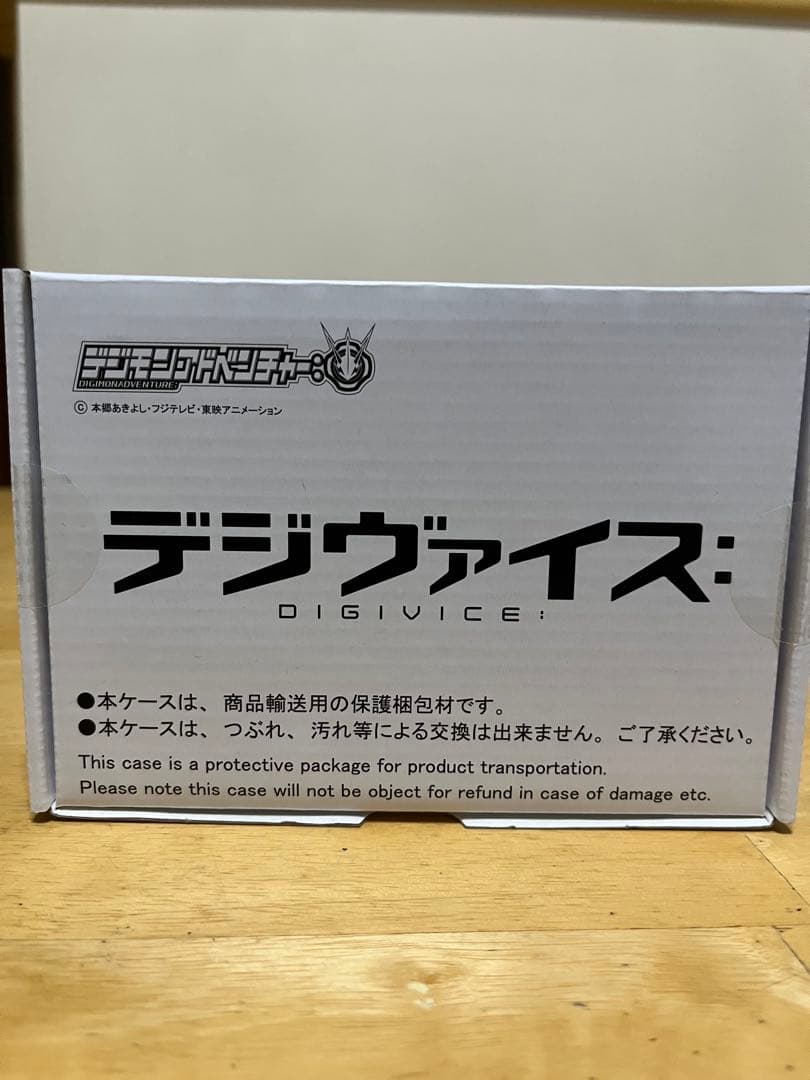 デジモンアドベンチャー:
DIGIMONADVENTURE:
© 本郷あきよし・フジテレビ・東映アニメーション
デジヴァイス:
DIGIVICE:
●本ケースは、商品輸送用の保護梱包材です。
●本ケースは、つぶれ、汚れ等による交換は出来ません。ご了承ください。
This case is a protective package for product transportation.
Please note this case will not be object for refund in case of damage etc.